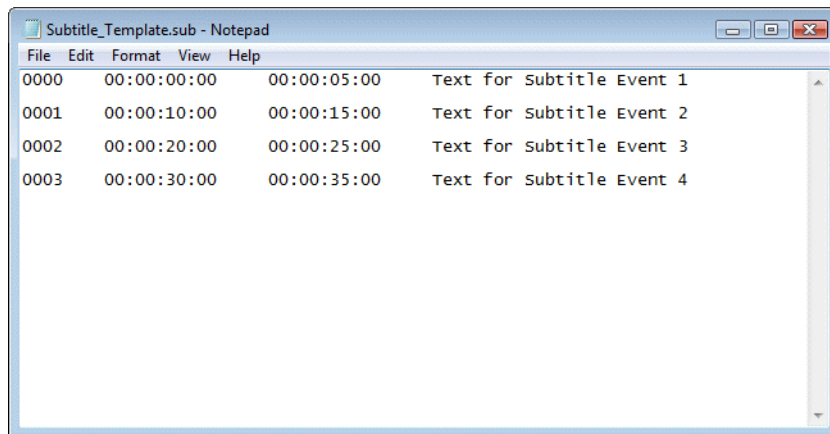 Subtitle_Template.sub - Notepad
File Edit Format View Help
0000 00:00:00:00 00:00:05:00 Text for Subtitle Event 1
0001 00:00:10:00 00:00:15:00 Text for Subtitle Event 2
0002 00:00:20:00 00:00:25:00 Text for Subtitle Event 3
0003 00:00:30:00 00:00:35:00 Text for Subtitle Event 4